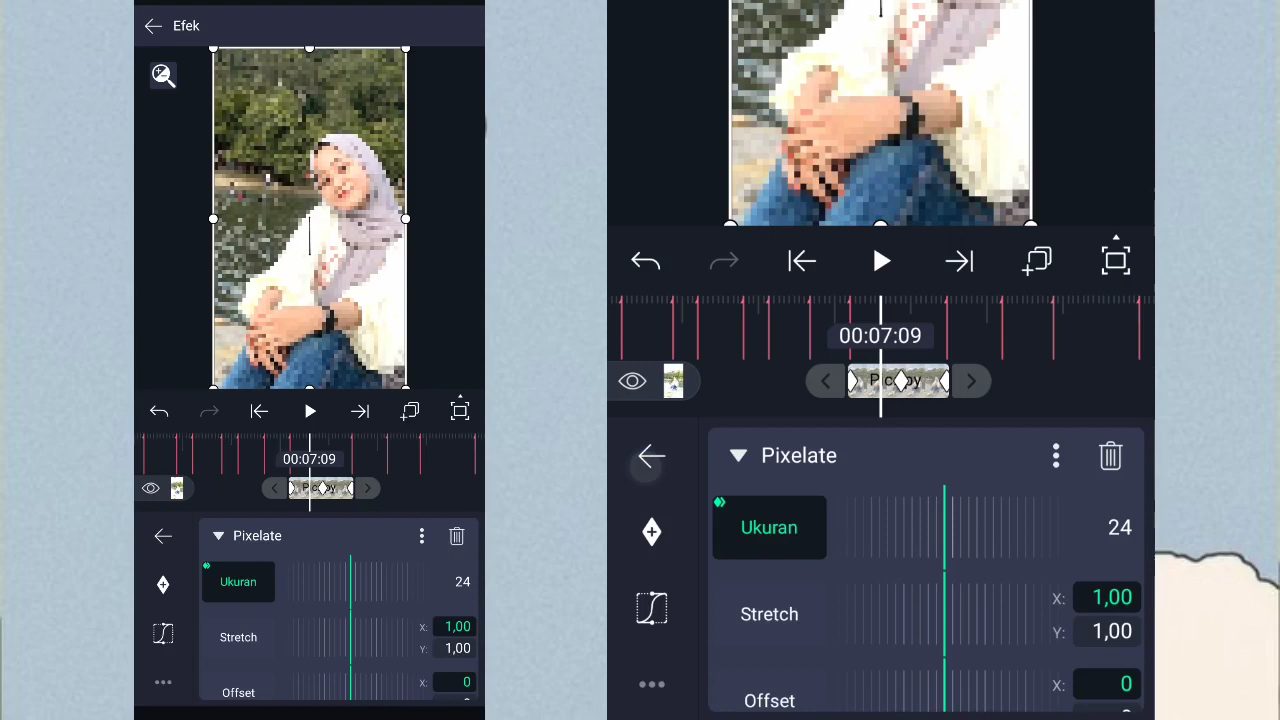 Efek
00:07:09
Pixelate
Ukuran
24
Stretch
X: 1,00
Y: 1,00
Offset
X: 0
00:07:09
Pixelate
Ukuran
24
Stretch
X: 1,00
Y: 1,00
Offset
X: 0